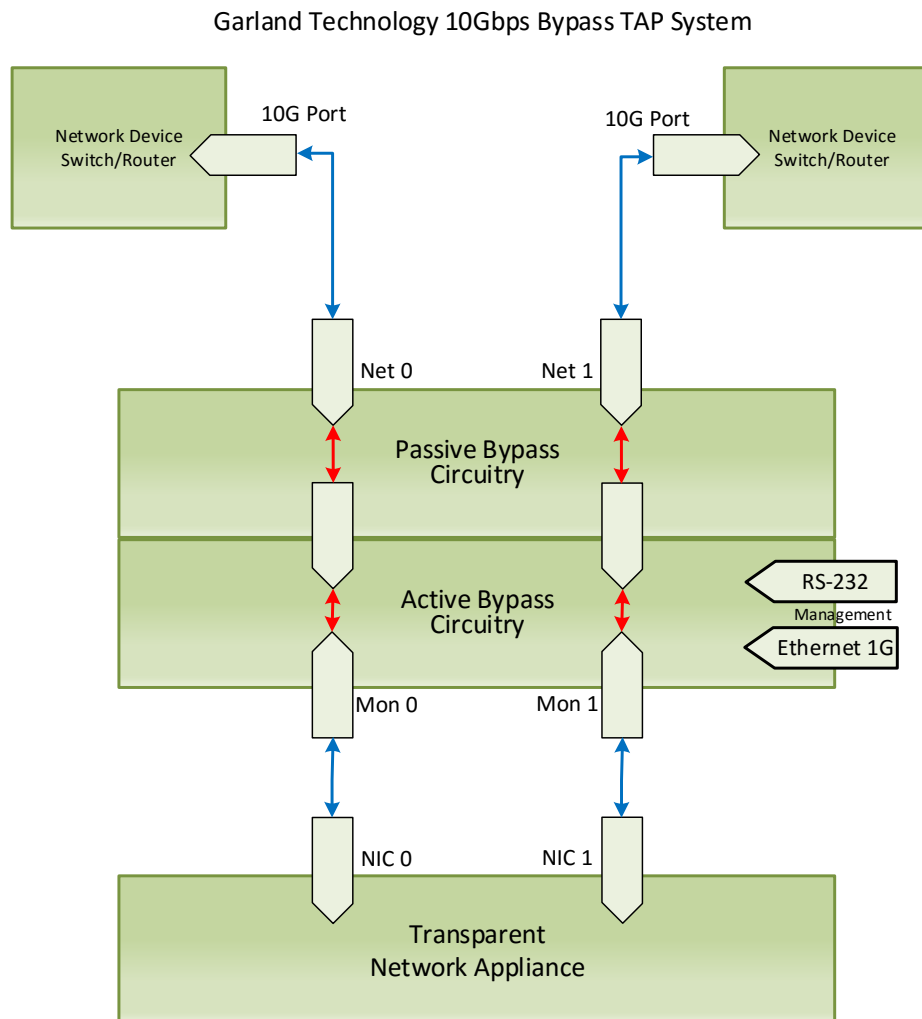 Garland Technology 10Gbps Bypass TAP System
10G Port
10G Port
Network Device
Switch/Router
Network Device
Switch/Router
Net 0
Net 1
Passive Bypass
Circuitry
Active Bypass
Circuitry
RS-232
Management
Ethernet 1G
Mon 0
Mon 1
NIC 0
NIC 1
Transparent
Network Appliance